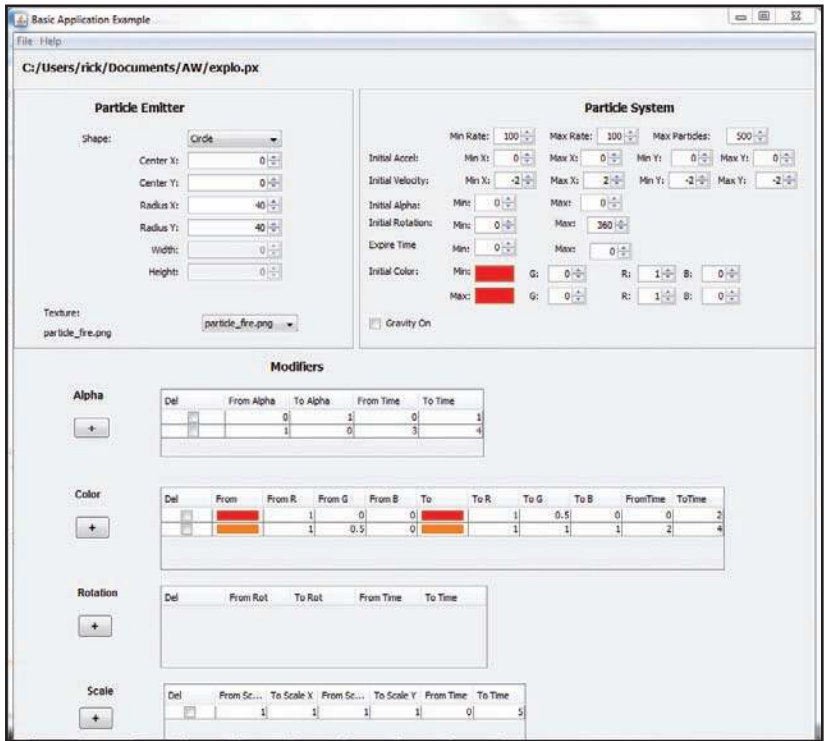 Basic Application Example
File Help
C:/Users/rick/Documents/AW/explo.px
Particle Emitter
Shape: Circle
Center X: 0
Center Y: 0
Radius X: 40
Radius Y: 40
Width: 0
Height: 0
Texture:
particle_fire.png
particle_fire.png
Particle System
Min Rate: 100 Max Rate: 100 Max Particles: 500
Initial Accel: Min X: 0 Max X: 0 Min Y: 0 Max Y: 0
Initial Velocity: Min X: -2 Max X: 2 Min Y: -2 Max Y: -2
Initial Alpha: Min: 0 Max: 0
Initial Rotation: Min: 0 Max: 360
Expire Time Min: 0 Max: 0
Initial Color: Min: G: 0 R: 1 B: 0
Max: G: 0 R: 1 B: 0
Gravity On
Modifiers
Alpha
+
Del From Alpha To Alpha From Time To Time
0 1 0 1
1 0 3 4
Color
+
Del From From R From G From B To To R To G To B FromTime ToTime
1 0 0 1 0.5 0 0 2
1 0.5 0 1 1 1 2 4
Rotation
+
Del From Rot To Rot From Time To Time
Scale
+
Del From Sc... To Scale X From Sc... To Scale Y From Time To Time
1 1 1 1 0 5